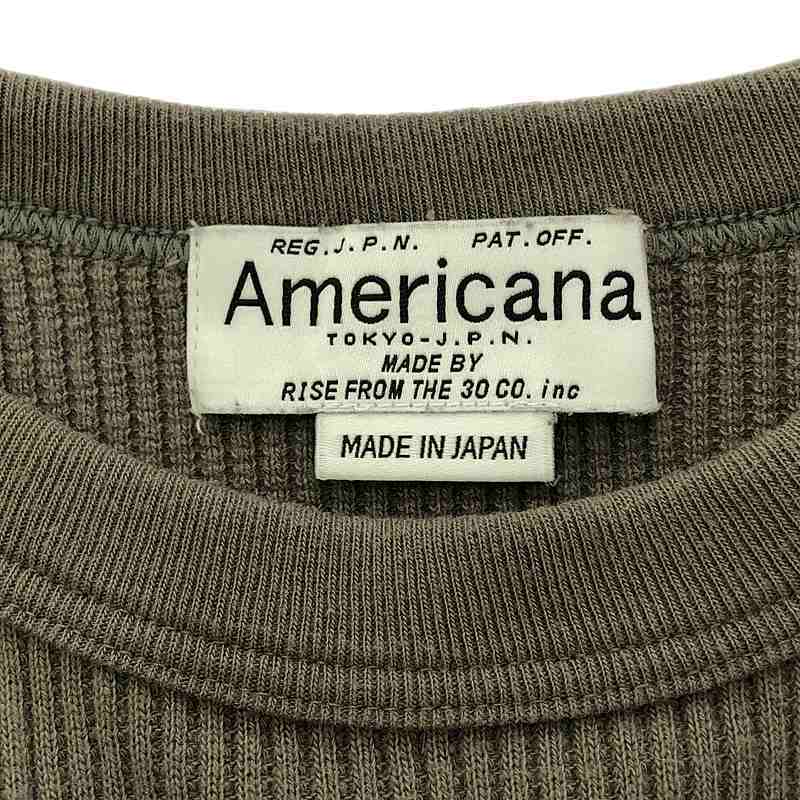 REG.J.P.N. PAT.OFF.
Americana
TOKYO-J.P.N.
MADE BY
RISE FROM THE 30 CO. inc
MADE IN JAPAN